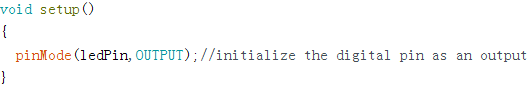 void setup()
{
  pinMode(ledPin,OUTPUT);//initialize the digital pin as an output
}